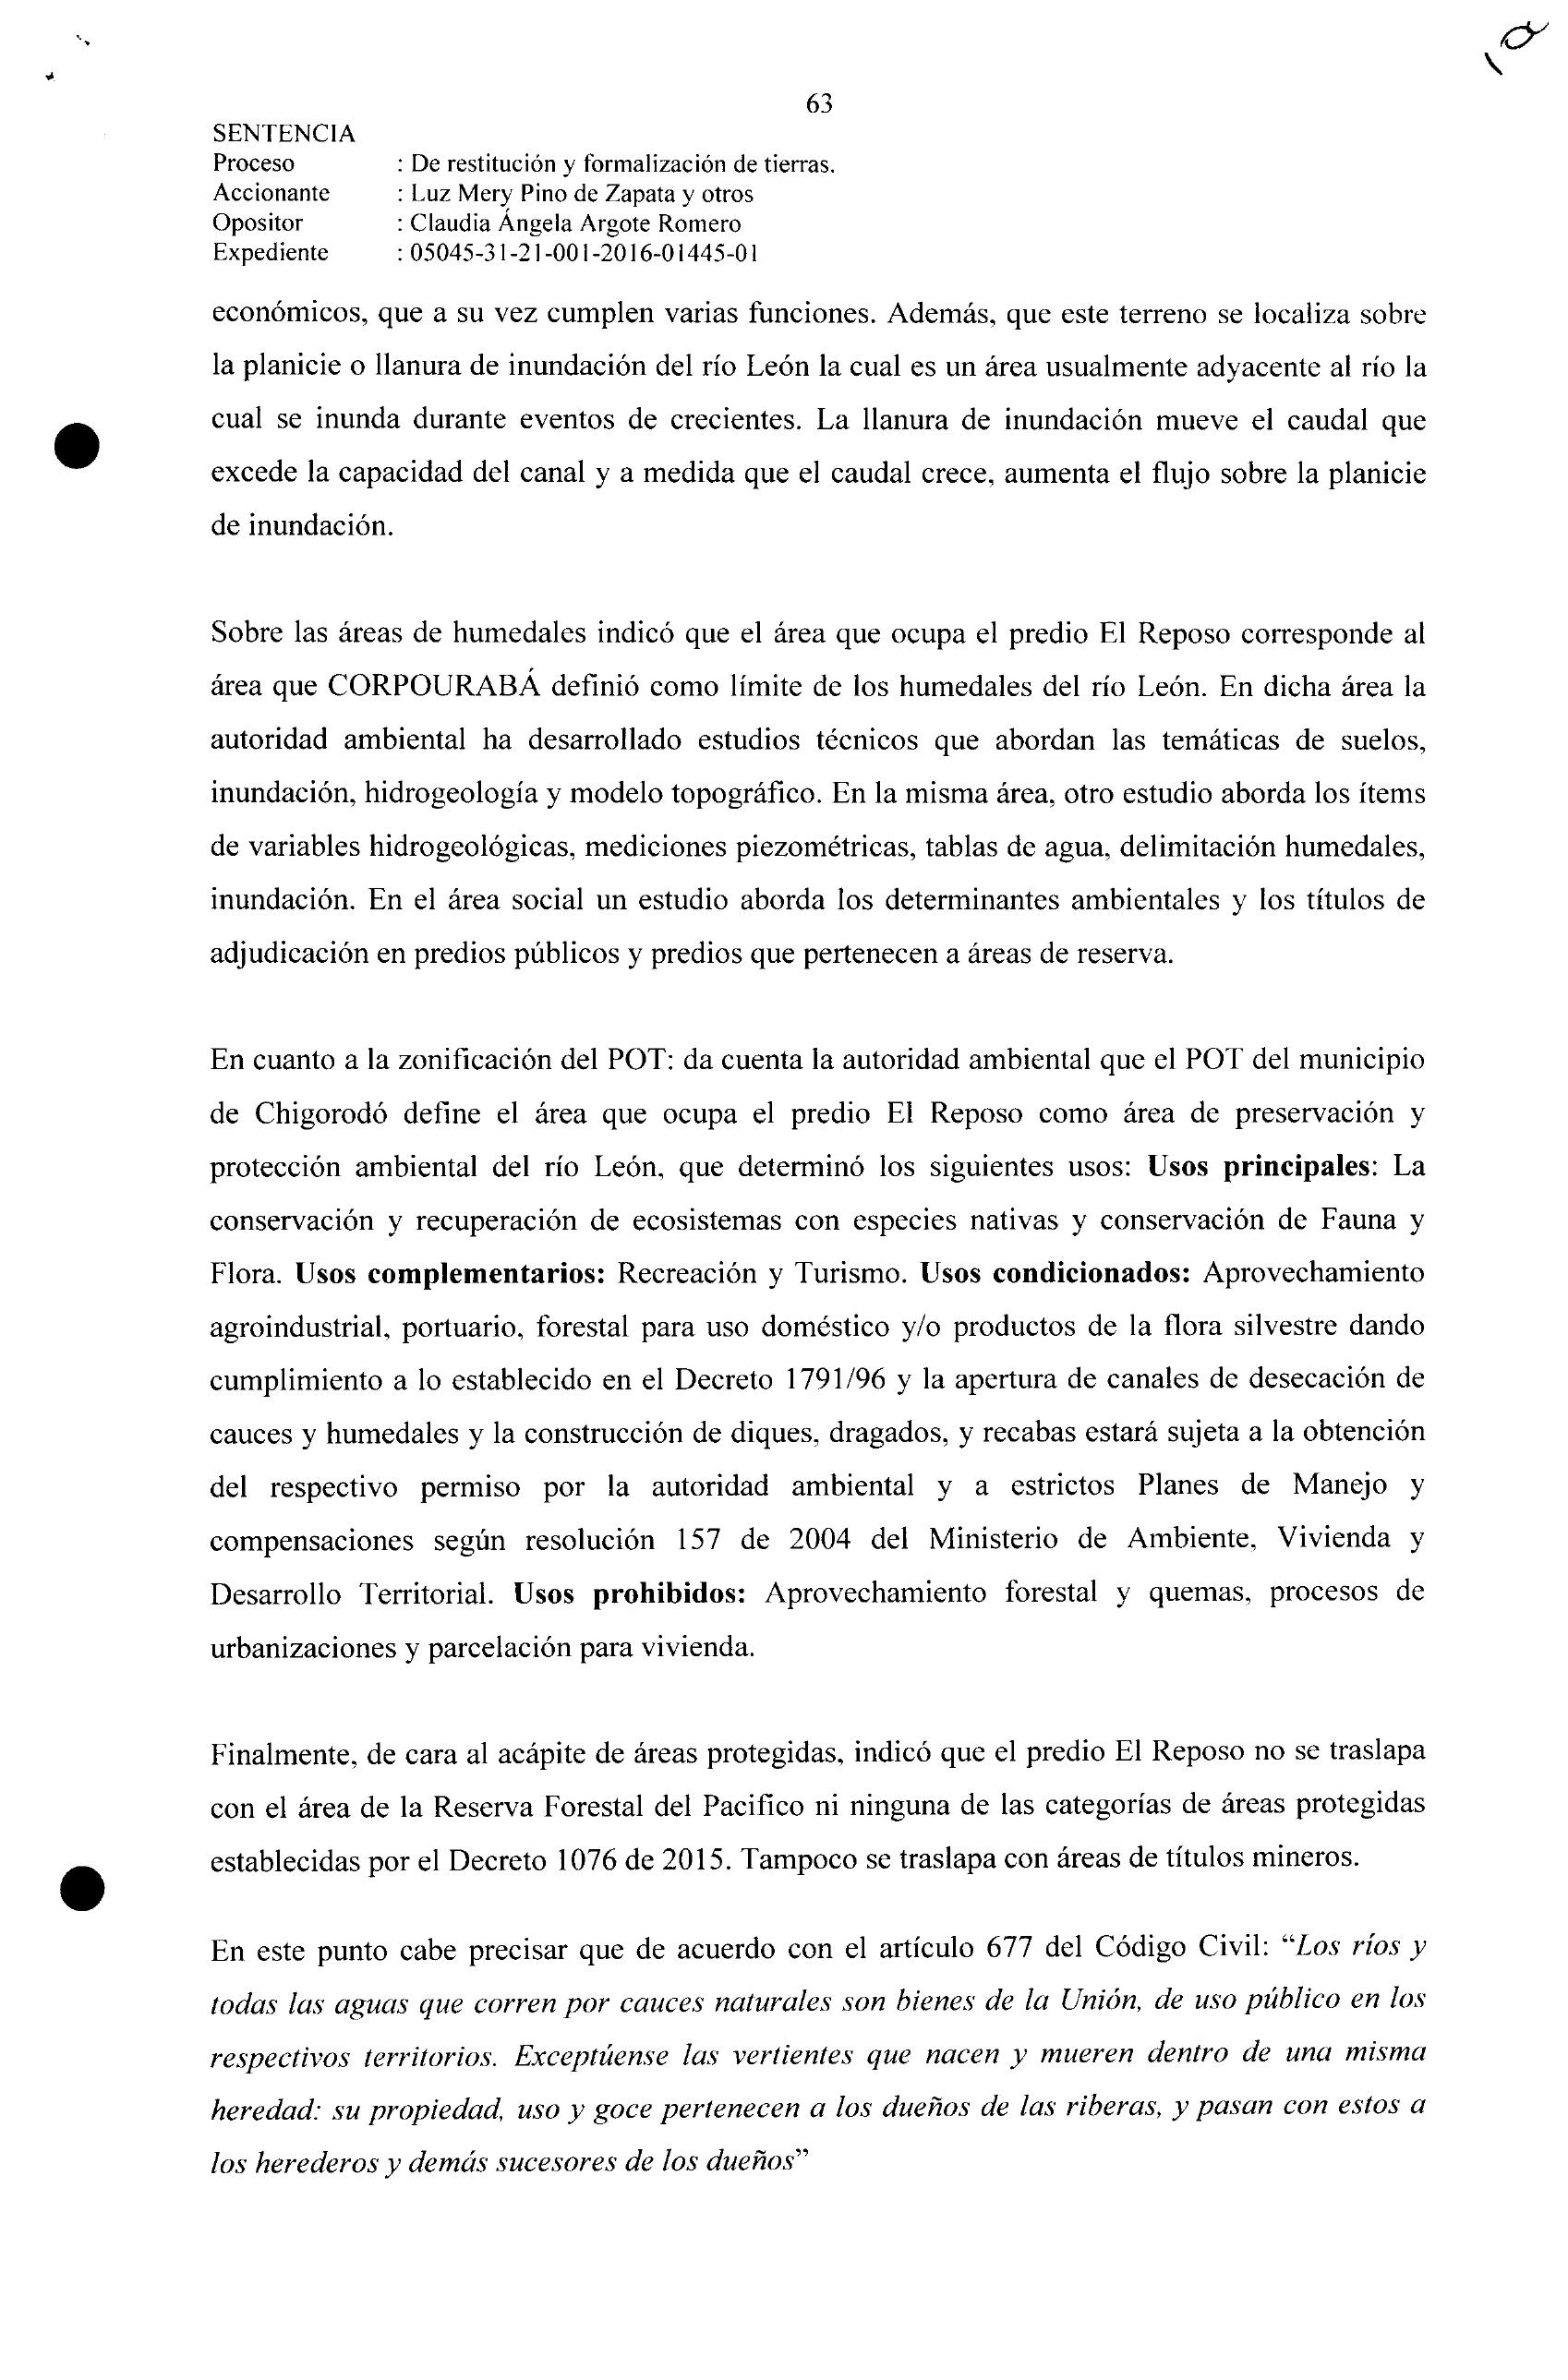 63
SENTENCIA
Proceso : De restitución y formalización de tierras.
Accionante : Luz Mery Pino de Zapata y otros
Opositor : Claudia Ángela Argote Romero
Expediente : 05045-31-21-001-2016-01445-01
económicos, que a su vez cumplen varias funciones. Además, que este terreno se localiza sobre
la planicie o llanura de inundación del río León la cual es un área usualmente adyacente al río la
cual se inunda durante eventos de crecientes. La llanura de inundación mueve el caudal que
excede la capacidad del canal y a medida que el caudal crece, aumenta el flujo sobre la planicie
de inundación.
Sobre las áreas de humedales indicó que el área que ocupa el predio El Reposo corresponde al
área que CORPOURABÁ definió como límite de los humedales del río León. En dicha área la
autoridad ambiental ha desarrollado estudios técnicos que abordan las temáticas de suelos,
inundación, hidrogeología y modelo topográfico. En la misma área, otro estudio aborda los ítems
de variables hidrogeológicas, mediciones piezométricas, tablas de agua, delimitación humedales,
inundación. En el área social un estudio aborda los determinantes ambientales y los títulos de
adjudicación en predios públicos y predios que pertenecen a áreas de reserva.
En cuanto a la zonificación del POT: da cuenta la autoridad ambiental que el POT del municipio
de Chigorodó define el área que ocupa el predio El Reposo como área de preservación y
protección ambiental del río León, que determinó los siguientes usos: Usos principales: La
conservación y recuperación de ecosistemas con especies nativas y conservación de Fauna y
Flora. Usos complementarios: Recreación y Turismo. Usos condicionados: Aprovechamiento
agroindustrial, portuario, forestal para uso doméstico y/o productos de la flora silvestre dando
cumplimiento a lo establecido en el Decreto 1791/96 y la apertura de canales de desecación de
cauces y humedales y la construcción de diques, dragados, y recabas estará sujeta a la obtención
del respectivo permiso por la autoridad ambiental y a estrictos Planes de Manejo y
compensaciones según resolución 157 de 2004 del Ministerio de Ambiente, Vivienda y
Desarrollo Territorial. Usos prohibidos: Aprovechamiento forestal y quemas, procesos de
urbanizaciones y parcelación para vivienda.
Finalmente, de cara al acápite de áreas protegidas, indicó que el predio El Reposo no se traslapa
con el área de la Reserva Forestal del Pacifico ni ninguna de las categorías de áreas protegidas
establecidas por el Decreto 1076 de 2015. Tampoco se traslapa con áreas de títulos mineros.
En este punto cabe precisar que de acuerdo con el artículo 677 del Código Civil: “Los ríos y
todas las aguas que corren por cauces naturales son bienes de la Unión, de uso público en los
respectivos territorios. Exceptúense las vertientes que nacen y mueren dentro de una misma
heredad: su propiedad, uso y goce pertenecen a los dueños de las riberas, y pasan con estos a
los herederos y demás sucesores de los dueños”